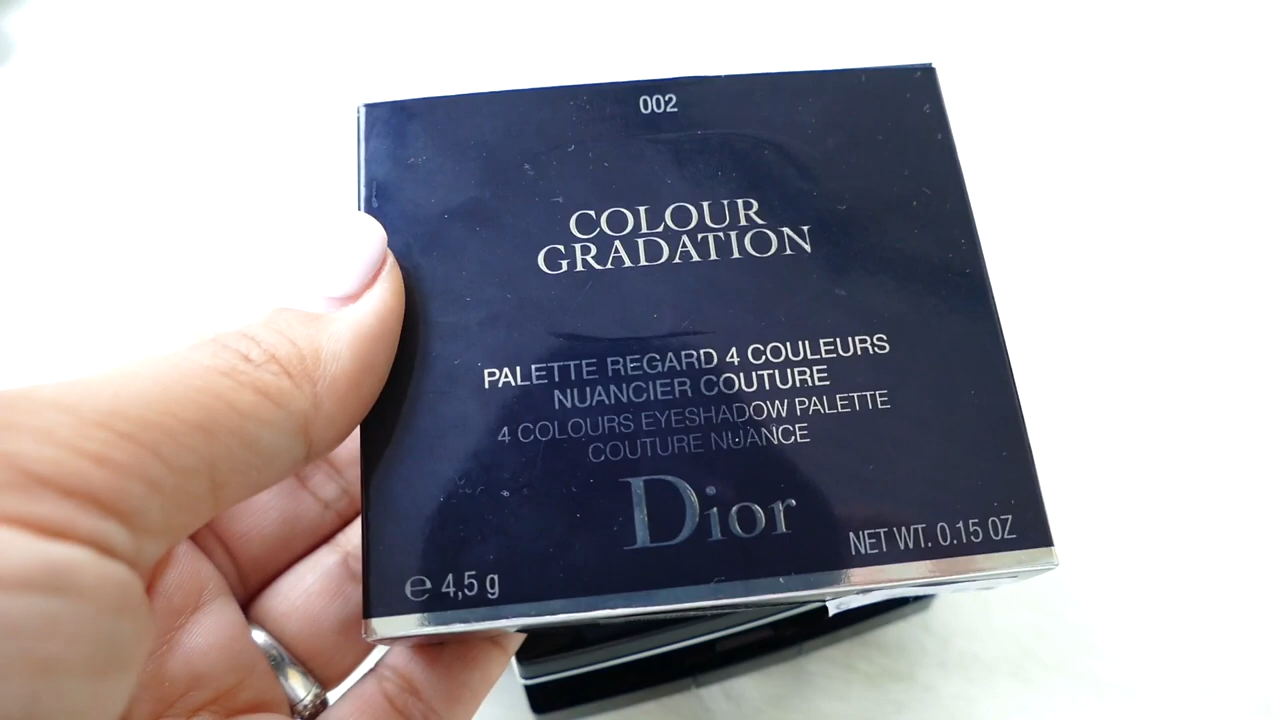 002
COLOUR
GRADATION
PALETTE REGARD 4 COULEURS
NUANCIER COUTURE
4 COLOURS EYESHADOW PALETTE
COUTURE NUANCE
Dior
℮ 4,5 g
NET WT. 0.15 OZ